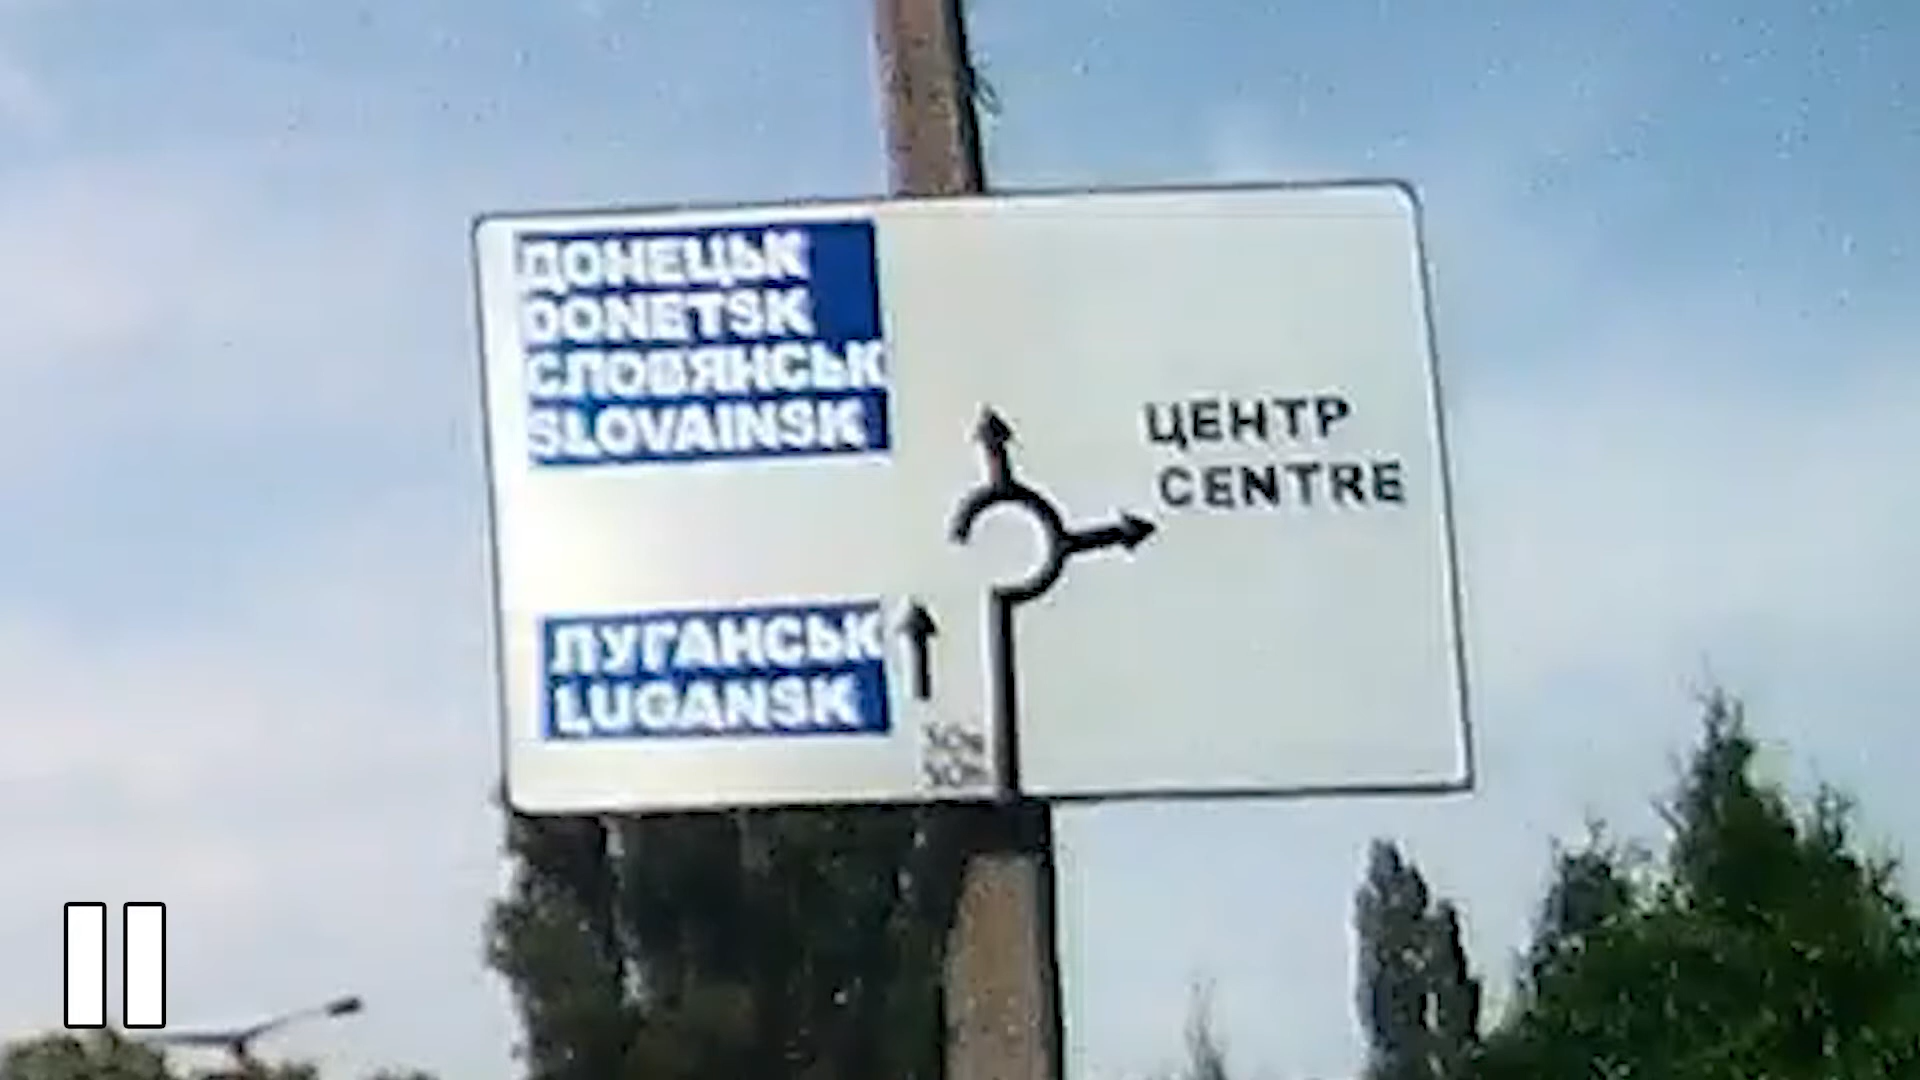 ДОНЕЦЬК
DONETSK
СЛОВЯНСЬК
SLOVAINSK
ЦЕНТР
CENTRE
ЛУГАНСЬК
LUGANSK